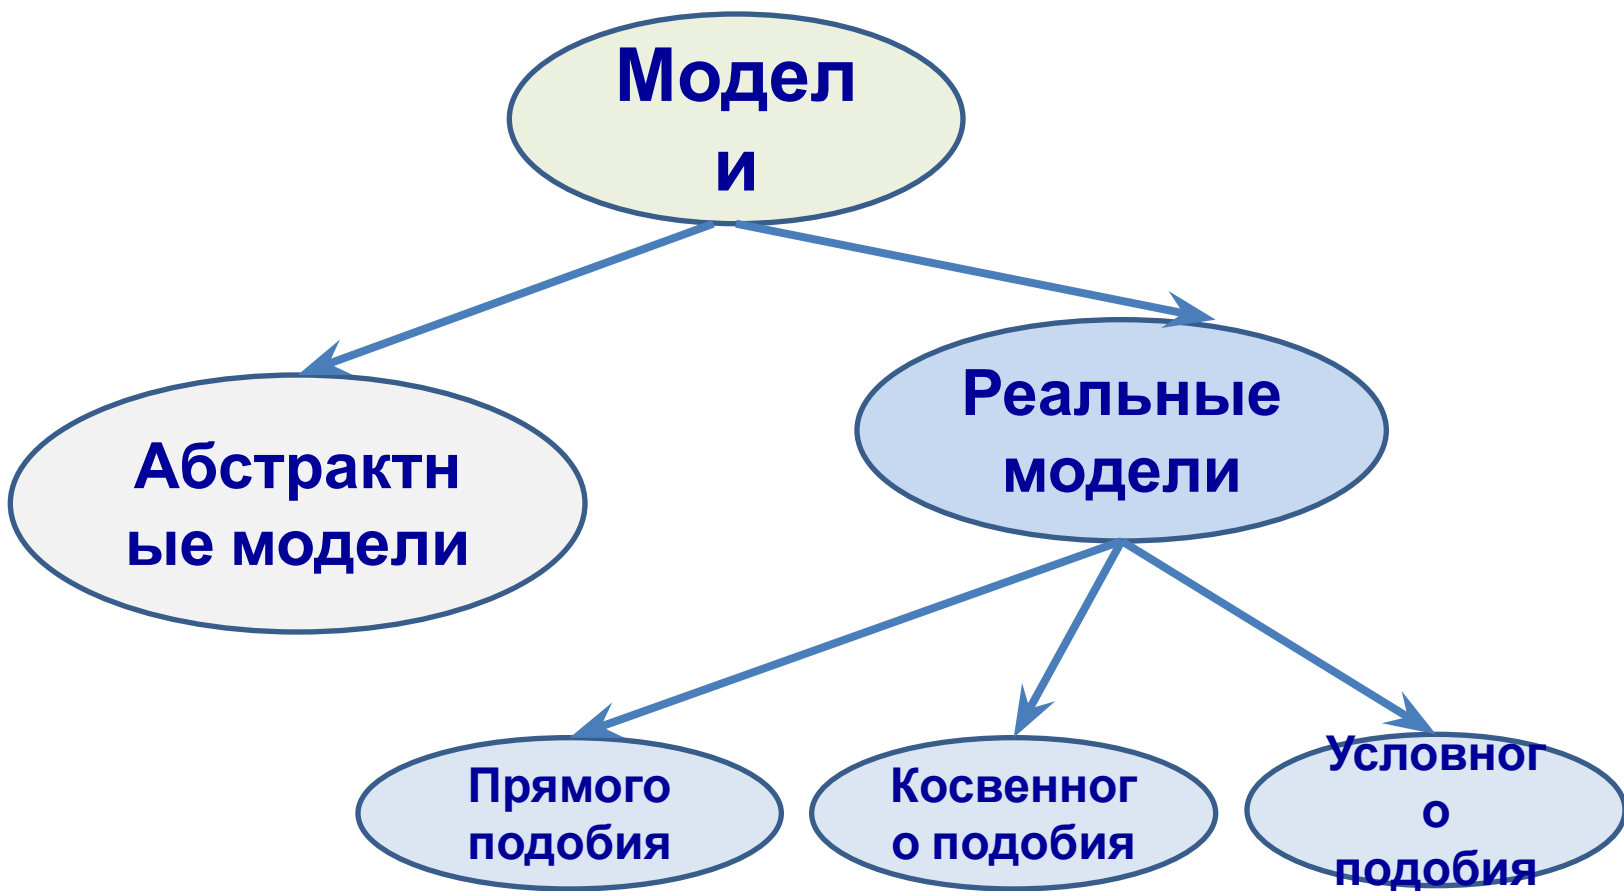 Модел
и
Абстрактн
ые модели
Реальные
модели
Прямого
подобия
Косвенног
о подобия
Условног
о
подобия